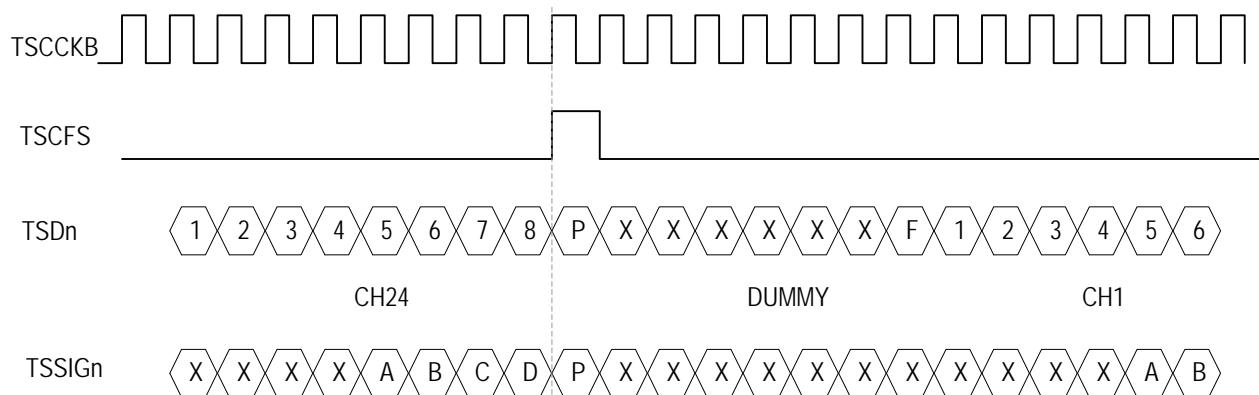 TSCCKB
TSCFS
TSDn 1 2 3 4 5 6 7 8 P X X X X X X F 1 2 3 4 5 6
CH24 DUMMY CH1
TSSIGn X X X X A B C D P X X X X X X X X X X X A B